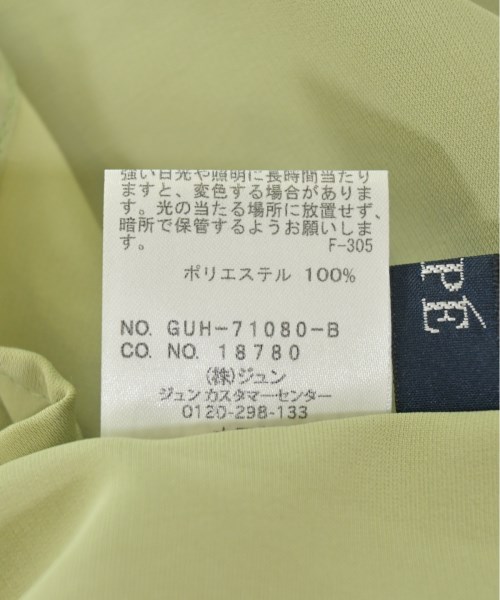 強い日光や照明に長時間当たり
ますと、変色する場合がありま
す。光の当たる場所に放置せず、
暗所で保管するようお願いしま
す。 F-305
ポリエステル 100%
NO. GUH-71080-B
CO. NO. 18780
(株)ジュン
ジュンカスタマーセンター
0120-298-133
PÉ